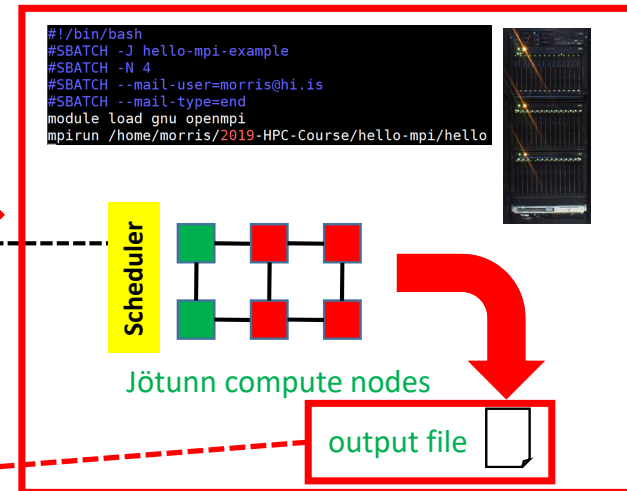 #!/bin/bash
#SBATCH -J hello-mpi-example
#SBATCH -N 4
#SBATCH --mail-user=morris@hi.is
#SBATCH --mail-type=end
module load gnu openmpi
mpirun /home/morris/2019-HPC-Course/hello-mpi/hello
Scheduler
Jötunn compute nodes
output file